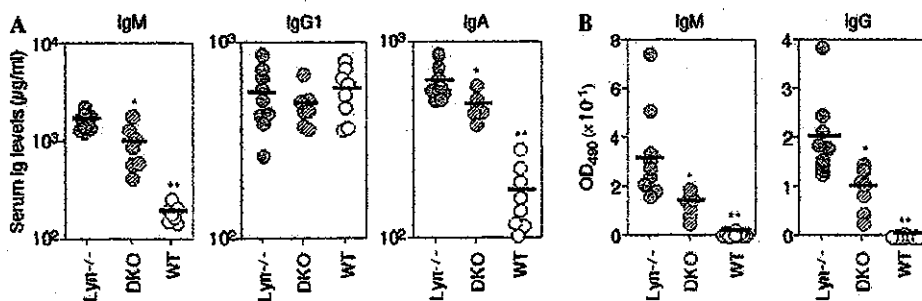 A
IgM
IgG1
IgA
B
IgM
IgG
Serum Ig levels (µg/ml)
10⁴
10³
10²
*
**
Lyn-/-
DKO
WT
10³
10²
Lyn-/-
DKO
WT
10³
10²
*
**
Lyn-/-
DKO
WT
OD₄₉₀ (× 10⁻¹)
8
6
4
2
0
*
**
Lyn-/-
DKO
WT
4
3
2
1
0
*
**
Lyn-/-
DKO
WT